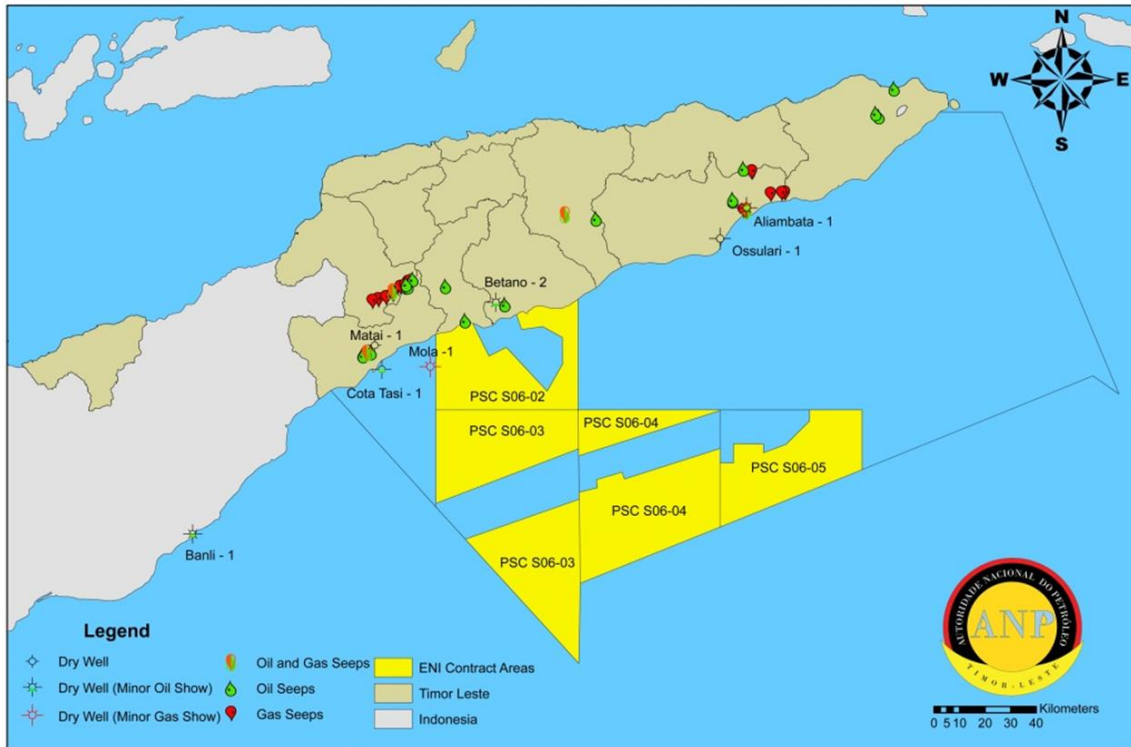 N
W E
S
Aliambata - 1
Ossulari - 1
Betano - 2
Matai - 1
Mola -1
Cota Tasi - 1
PSC S06-02
PSC S06-03
PSC S06-04
PSC S06-05
PSC S06-04
PSC S06-03
Banli - 1
Legend
Dry Well
Dry Well (Minor Oil Show)
Dry Well (Minor Gas Show)
Oil and Gas Seeps
Oil Seeps
Gas Seeps
ENI Contract Areas
Timor Leste
Indonesia
AUTORIDADE NACIONAL DO PETRÓLEO
ANP
TIMOR-LESTE
Kilometers
0 5 10 20 30 40